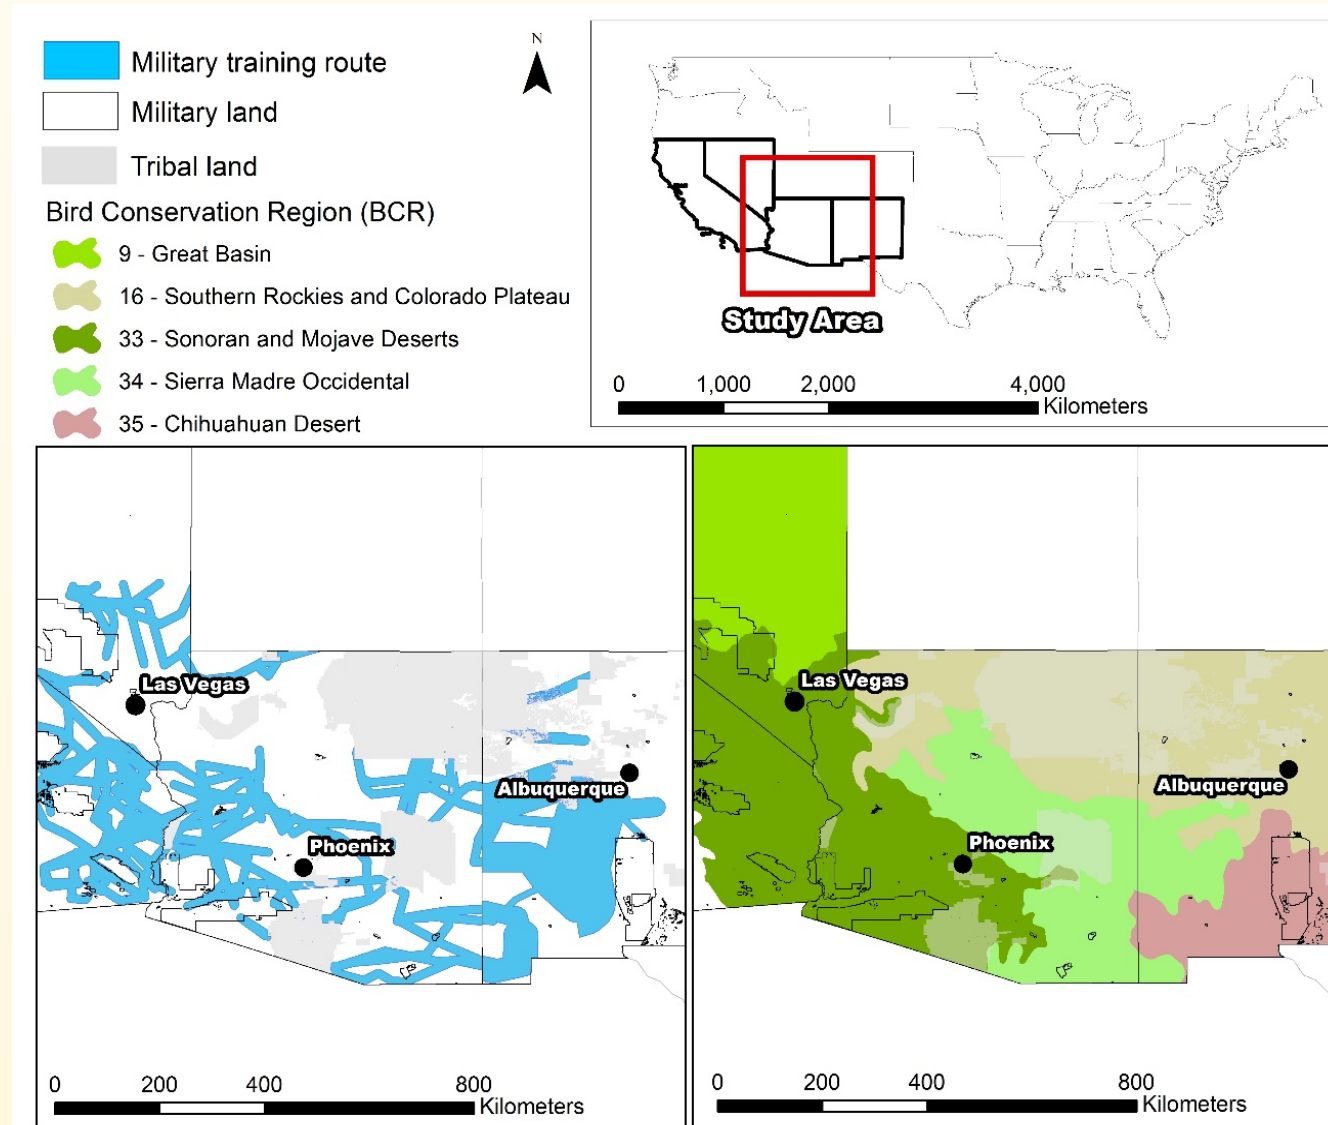 Military training route
Military land
Tribal land
Bird Conservation Region (BCR)
9 - Great Basin
16 - Southern Rockies and Colorado Plateau
33 - Sonoran and Mojave Deserts
34 - Sierra Madre Occidental
35 - Chihuahuan Desert
N
Study Area
0 1,000 2,000 4,000
Kilometers
Las Vegas
Albuquerque
Phoenix
0 200 400 800
Kilometers
Las Vegas
Albuquerque
Phoenix
0 200 400 800
Kilometers